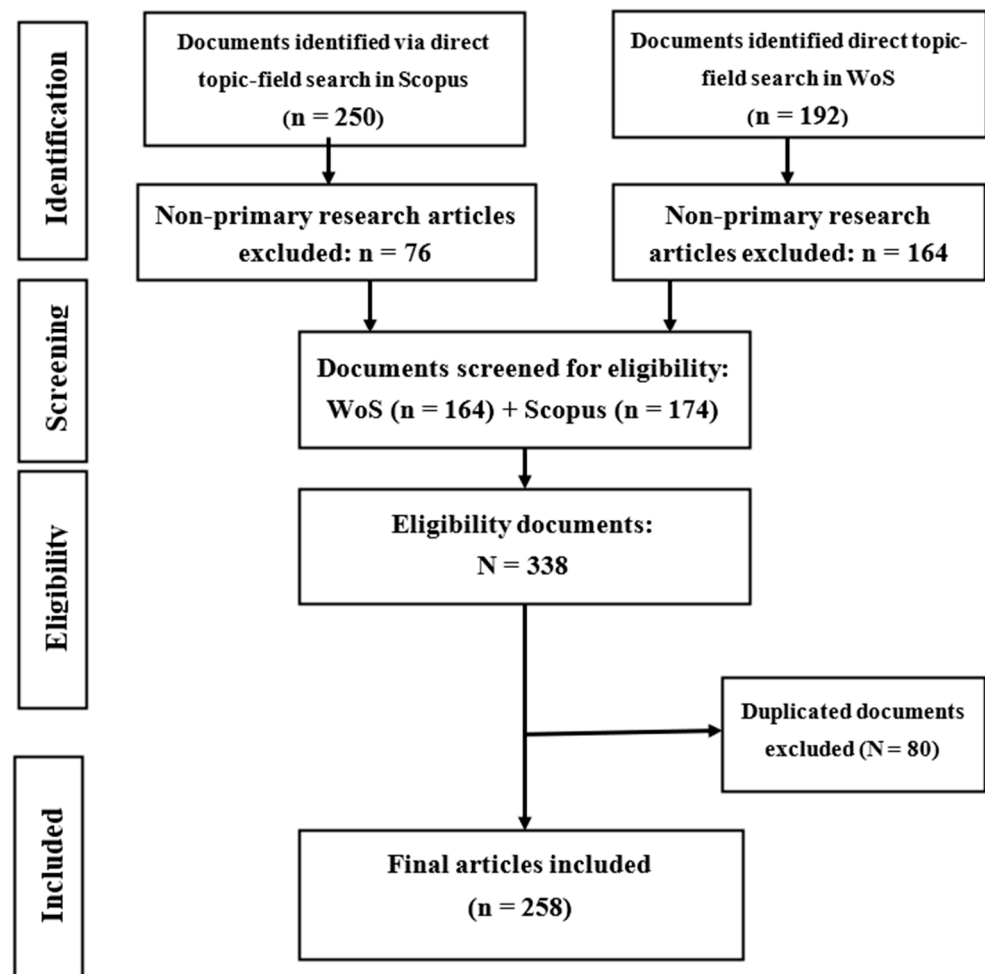 Identification
Documents identified via direct
topic-field search in Scopus
(n = 250)
Documents identified direct topic-
field search in WoS
(n = 192)
Non-primary research articles
excluded: n = 76
Non-primary research
articles excluded: n = 164
Screening
Documents screened for eligibility:
WoS (n = 164) + Scopus (n = 174)
Eligibility
Eligibility documents:
N = 338
Duplicated documents
excluded (N = 80)
Included
Final articles included
(n = 258)